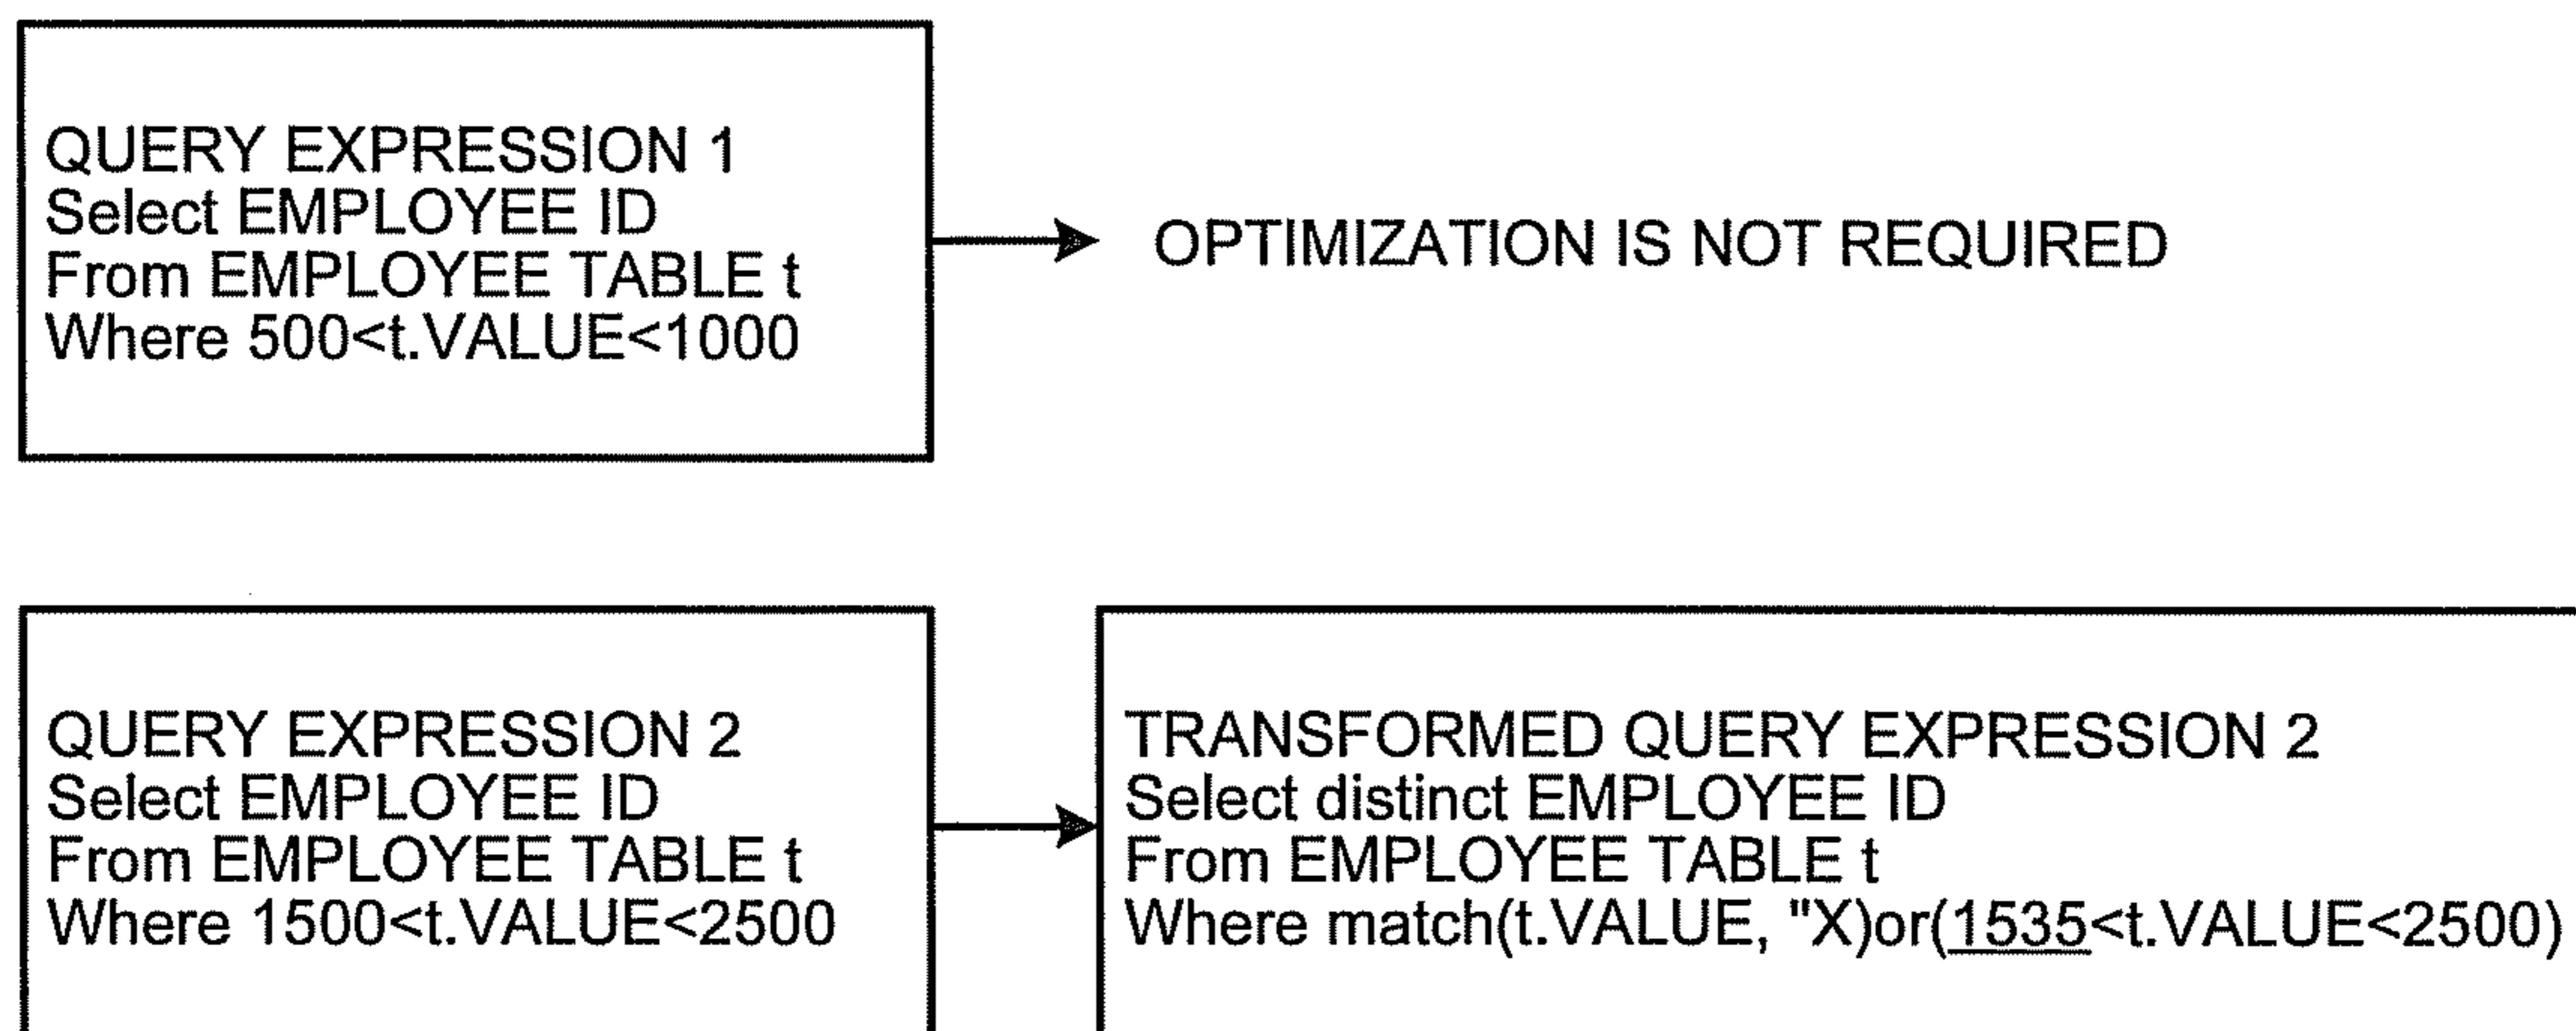 QUERY EXPRESSION 1
Select EMPLOYEE ID
From EMPLOYEE TABLE t
Where 500<t.VALUE<1000
OPTIMIZATION IS NOT REQUIRED
QUERY EXPRESSION 2
Select EMPLOYEE ID
From EMPLOYEE TABLE t
Where 1500<t.VALUE<2500
TRANSFORMED QUERY EXPRESSION 2
Select distinct EMPLOYEE ID
From EMPLOYEE TABLE t
Where match(t.VALUE, "X)or(1535<t.VALUE<2500)